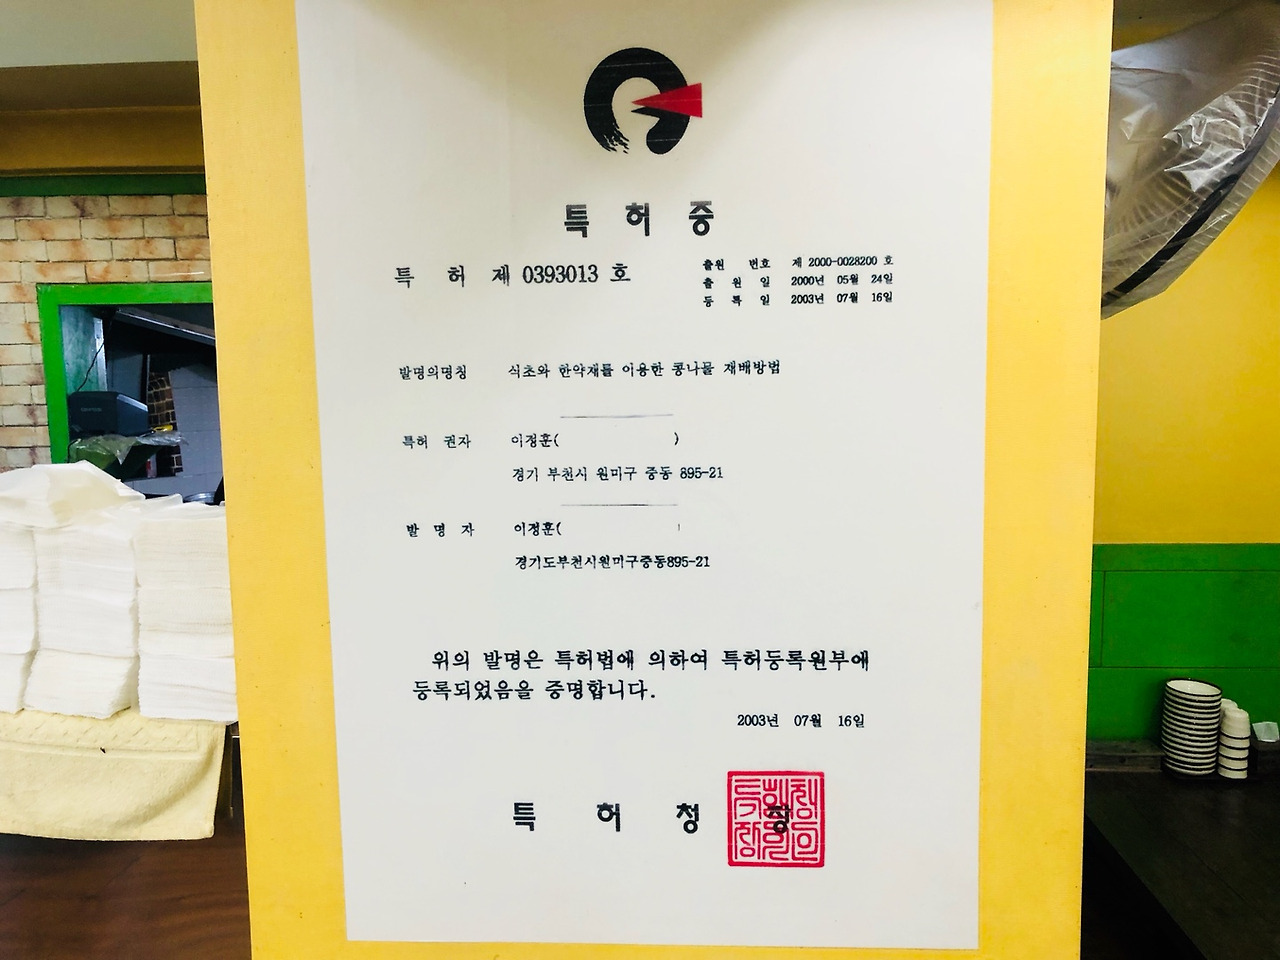 특 허 증
특 허 제 0393013 호
출원 번호 제 2000-0028200 호
출 원 일 2000년 05월 24일
등 록 일 2003년 07월 16일
발명의명칭 식초와 한약재를 이용한 콩나물 재배방법
특허 권자 이정훈( )
경기 부천시 원미구 중동 895-21
발 명 자 이정훈(
경기도부천시원미구중동895-21
위의 발명은 특허법에 의하여 특허등록원부에
등록되었음을 증명합니다.
2003년 07월 16일
특 허 청 장